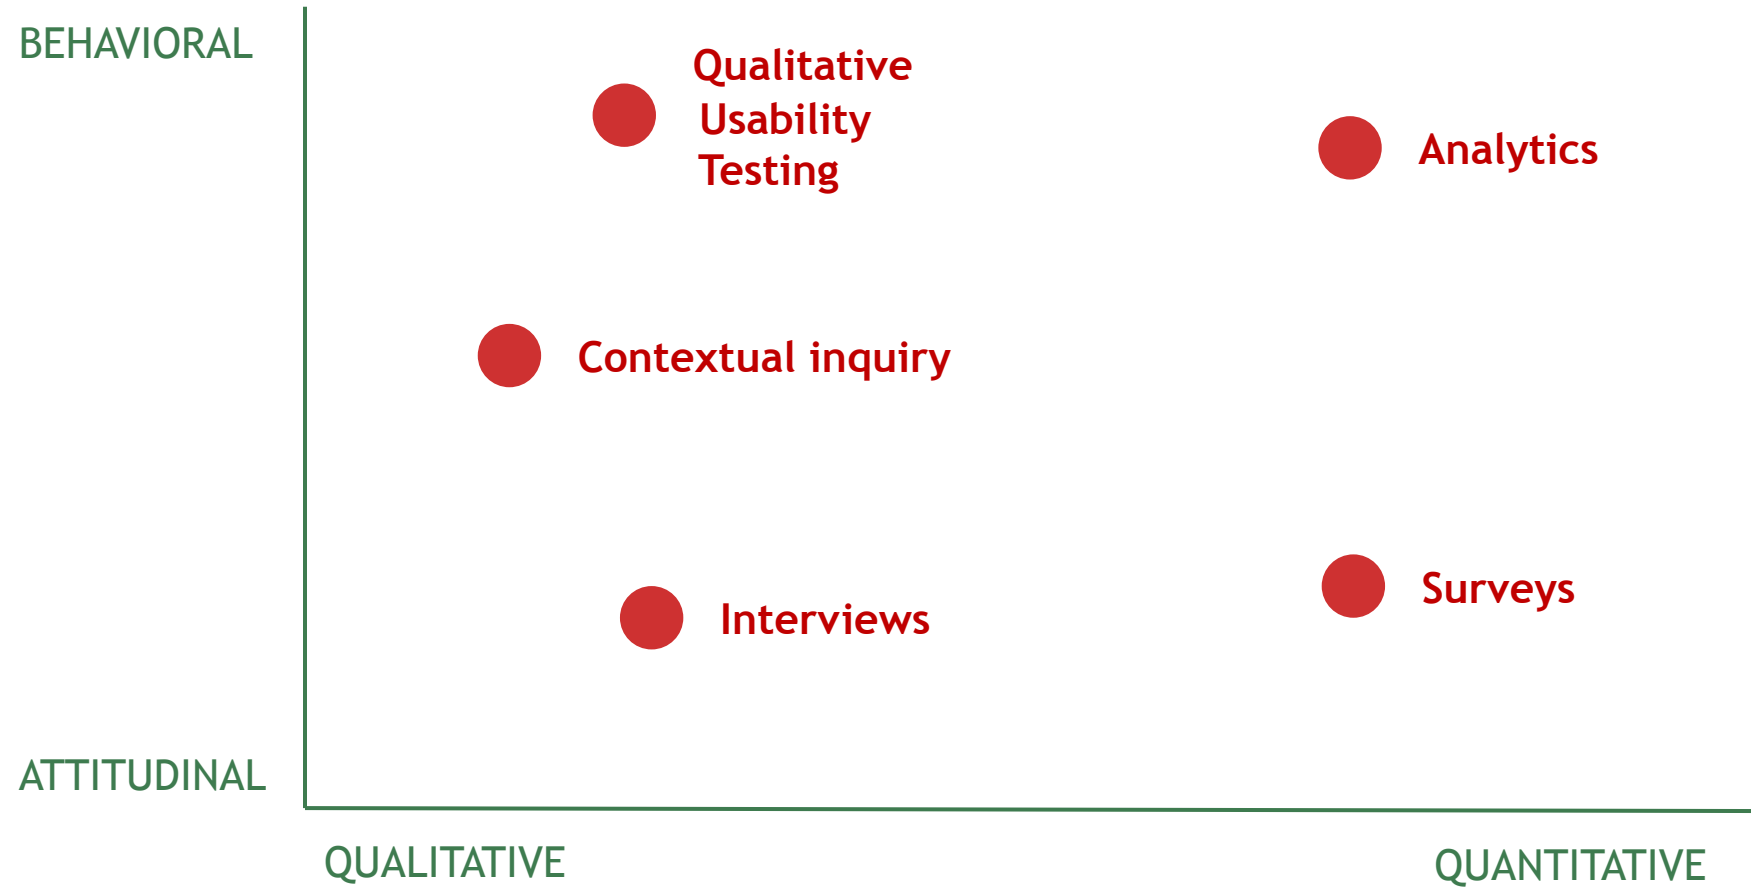 BEHAVIORAL
Qualitative
Usability
Testing
Analytics
Contextual inquiry
Interviews
Surveys
ATTITUDINAL
QUALITATIVE
QUANTITATIVE